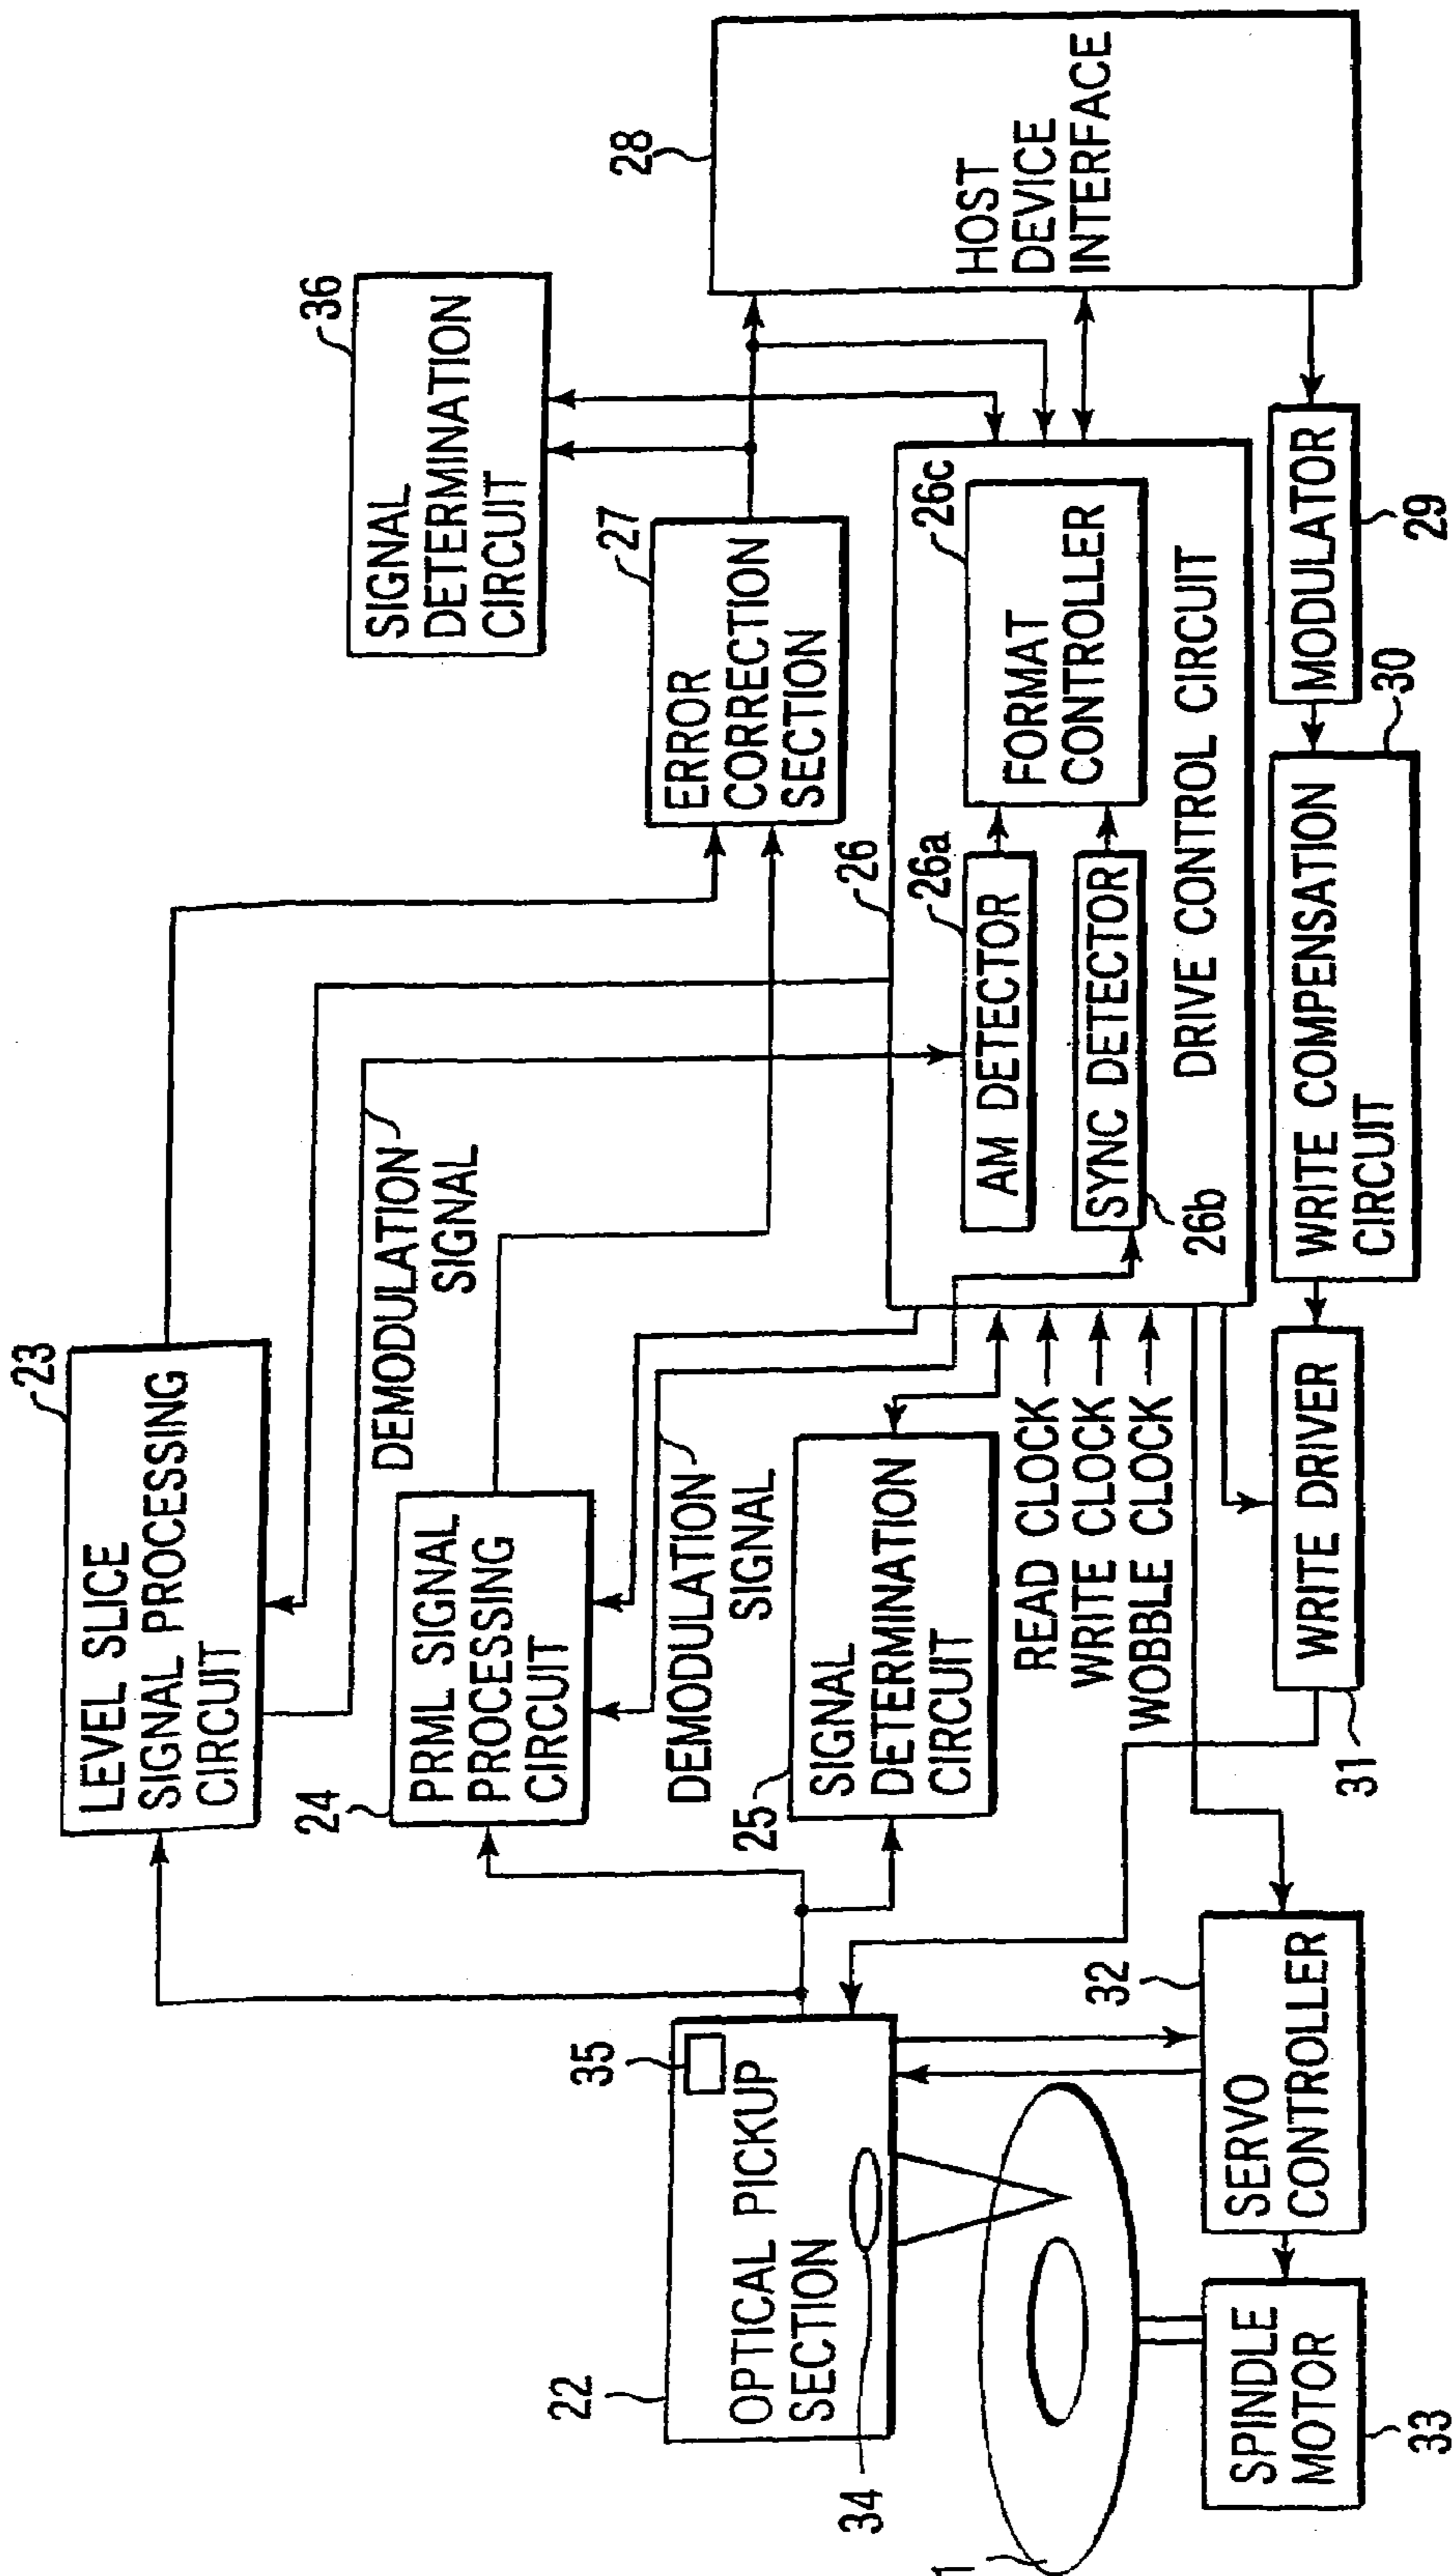 23
LEVEL SLICE
SIGNAL PROCESSING
CIRCUIT
DEMODULATION
SIGNAL
36
SIGNAL
DETERMINATION
CIRCUIT
24
PRML SIGNAL
PROCESSING
CIRCUIT
27
ERROR
CORRECTION
SECTION
28
HOST
DEVICE
INTERFACE
DEMODULATION
SIGNAL
22
35
OPTICAL PICKUP
SECTION
34
25
SIGNAL
DETERMINATION
CIRCUIT
26
26a
AM DETECTOR
26c
FORMAT
CONTROLLER
SYNC DETECTOR
26b
DRIVE CONTROL CIRCUIT
READ CLOCK
WRITE CLOCK
WOBBLE CLOCK
1
32
SERVO
CONTROLLER
SPINDLE
MOTOR
33
WRITE DRIVER
31
WRITE COMPENSATION
CIRCUIT
30
MODULATOR
29